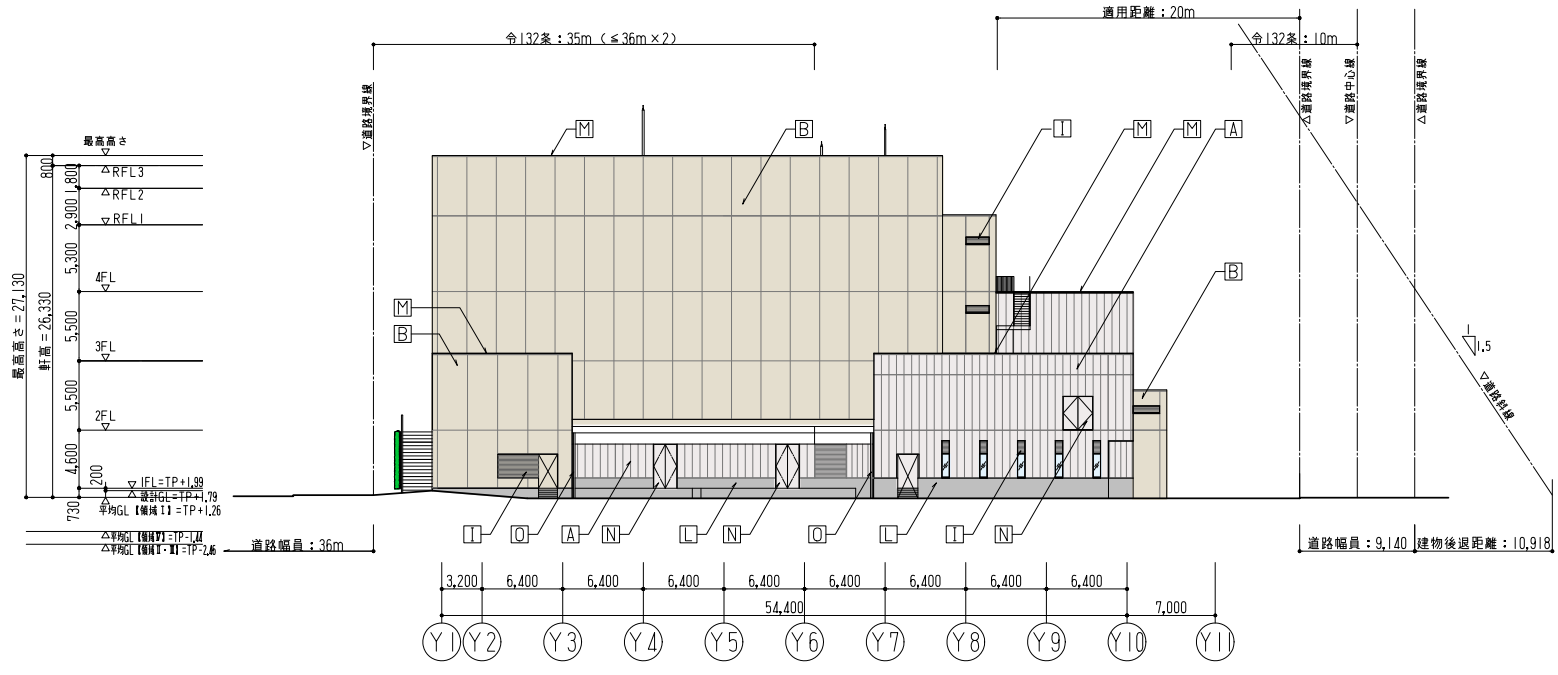 適用距離：20m
令132条：35m（≦36m×2）
令132条：10m
▽道路境界線
△道路境界線
▽道路中心線
△道路境界線
最高高さ
▽
M
B
I
M
M
A
△RFL3
△RFL2
▽RFL1
4FL
▽
B
M
B
3FL
△
2FL
▽
800
1,800
2,900
5,300
5,500
5,500
4,600
200
730
最高高さ＝27,130
軒高＝26,330
1
1.5
▽道路斜線
▽ 1FL=TP+1.99
▽ 設計GL=TP+1.79
△
平均GL【領域Ⅰ】=TP+1.26
△平均GL【領域Ⅳ】=TP-1.44
△平均GL【領域Ⅱ・Ⅲ】=TP-2.46
道路幅員：36m
I
O
A
N
L
N
O
L
I
N
道路幅員：9,140
建物後退距離：10,918
3,200
6,400
6,400
6,400
6,400
6,400
6,400
6,400
6,400
54,400
7,000
Y1
Y2
Y3
Y4
Y5
Y6
Y7
Y8
Y9
Y10
Y11